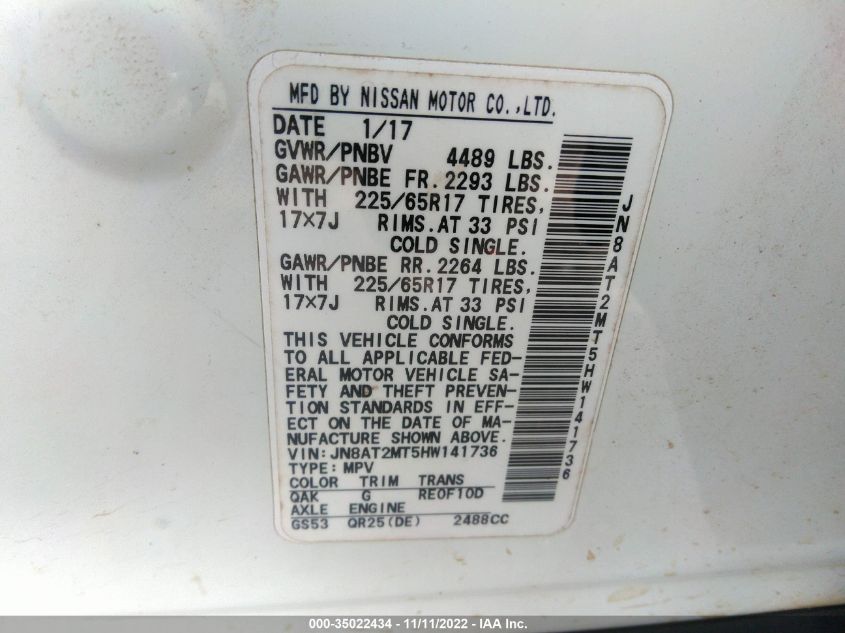 MFD BY NISSAN MOTOR CO.,LTD.
DATE 1/17
GVWR/PNBV 4489 LBS.
GAWR/PNBE FR. 2293 LBS.
WITH 225/65R17 TIRES,
17×7J RIMS. AT 33 PSI
COLD SINGLE.
GAWR/PNBE RR. 2264 LBS.
WITH 225/65R17 TIRES,
17×7J RIMS. AT 33 PSI
COLD SINGLE.
THIS VEHICLE CONFORMS
TO ALL APPLICABLE FED-
ERAL MOTOR VEHICLE SA-
FETY AND THEFT PREVEN-
TION STANDARDS IN EFF-
ECT ON THE DATE OF MA-
NUFACTURE SHOWN ABOVE.
VIN: JN8AT2MT5HW141736
TYPE: MPV
COLOR TRIM TRANS
QAK G RE0F10D
AXLE ENGINE
GS53 QR25(DE) 2488CC
JN8AT2MT5HW141736
000-35022434 - 11/11/2022 - IAA Inc.